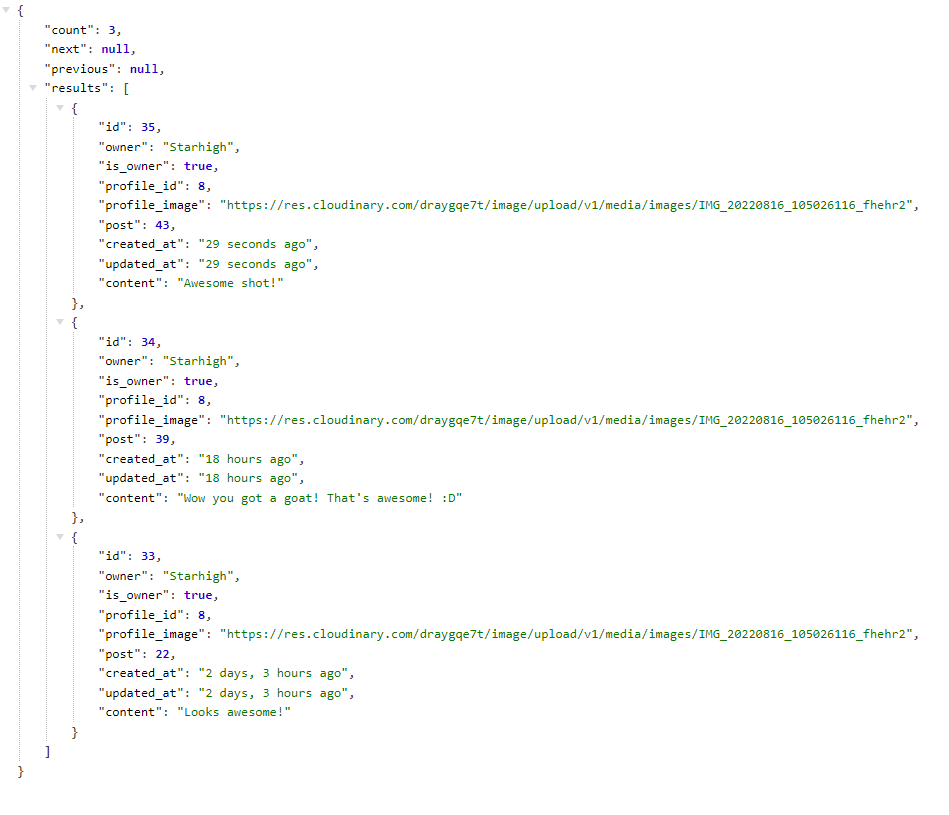 {
"count": 3,
"next": null,
"previous": null,
"results": [
{
"id": 35,
"owner": "Starhigh",
"is_owner": true,
"profile_id": 8,
"profile_image": "https://res.cloudinary.com/draygqe7t/image/upload/v1/media/images/IMG_20220816_105026116_fhehr2",
"post": 43,
"created_at": "29 seconds ago",
"updated_at": "29 seconds ago",
"content": "Awesome shot!"
},
{
"id": 34,
"owner": "Starhigh",
"is_owner": true,
"profile_id": 8,
"profile_image": "https://res.cloudinary.com/draygqe7t/image/upload/v1/media/images/IMG_20220816_105026116_fhehr2",
"post": 39,
"created_at": "18 hours ago",
"updated_at": "18 hours ago",
"content": "Wow you got a goat! That's awesome! :D"
},
{
"id": 33,
"owner": "Starhigh",
"is_owner": true,
"profile_id": 8,
"profile_image": "https://res.cloudinary.com/draygqe7t/image/upload/v1/media/images/IMG_20220816_105026116_fhehr2",
"post": 22,
"created_at": "2 days, 3 hours ago",
"updated_at": "2 days, 3 hours ago",
"content": "Looks awesome!"
}
]
}